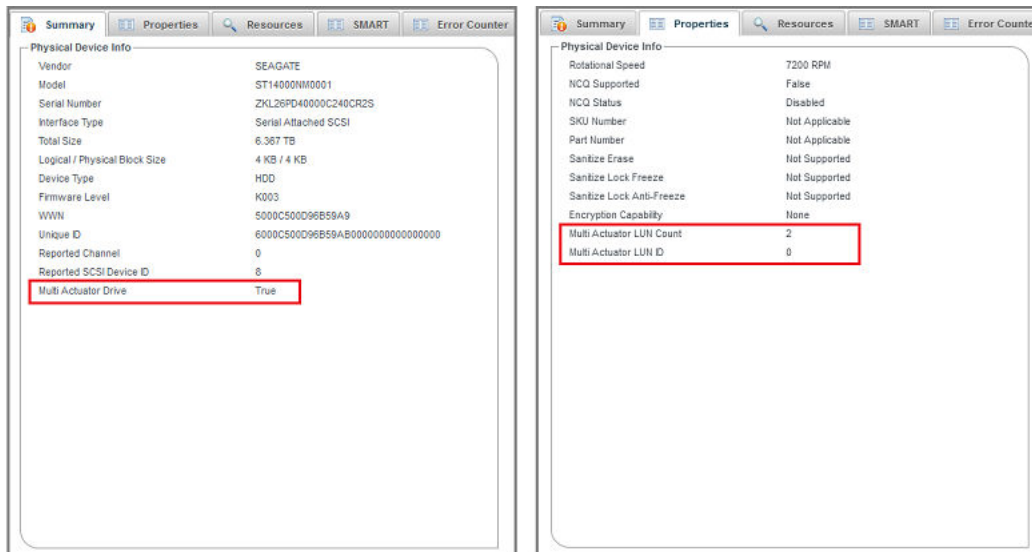 Summary Properties Resources SMART Error Counter
Physical Device Info
Vendor SEAGATE
Model ST14000NM0001
Serial Number ZKL26PD40000C240CR2S
Interface Type Serial Attached SCSI
Total Size 6.367 TB
Logical / Physical Block Size 4 KB / 4 KB
Device Type HDD
Firmware Level K003
WWN 5000C500D96B59A9
Unique ID 6000C500D96B59AB0000000000000000
Reported Channel 0
Reported SCSI Device ID 8
Multi Actuator Drive True
Summary Properties Resources SMART Error Counte
Physical Device Info
Rotational Speed 7200 RPM
NCQ Supported False
NCQ Status Disabled
SKU Number Not Applicable
Part Number Not Applicable
Sanitize Erase Not Supported
Sanitize Lock Freeze Not Supported
Sanitize Lock Anti-Freeze Not Supported
Encryption Capability None
Multi Actuator LUN Count 2
Multi Actuator LUN ID 0